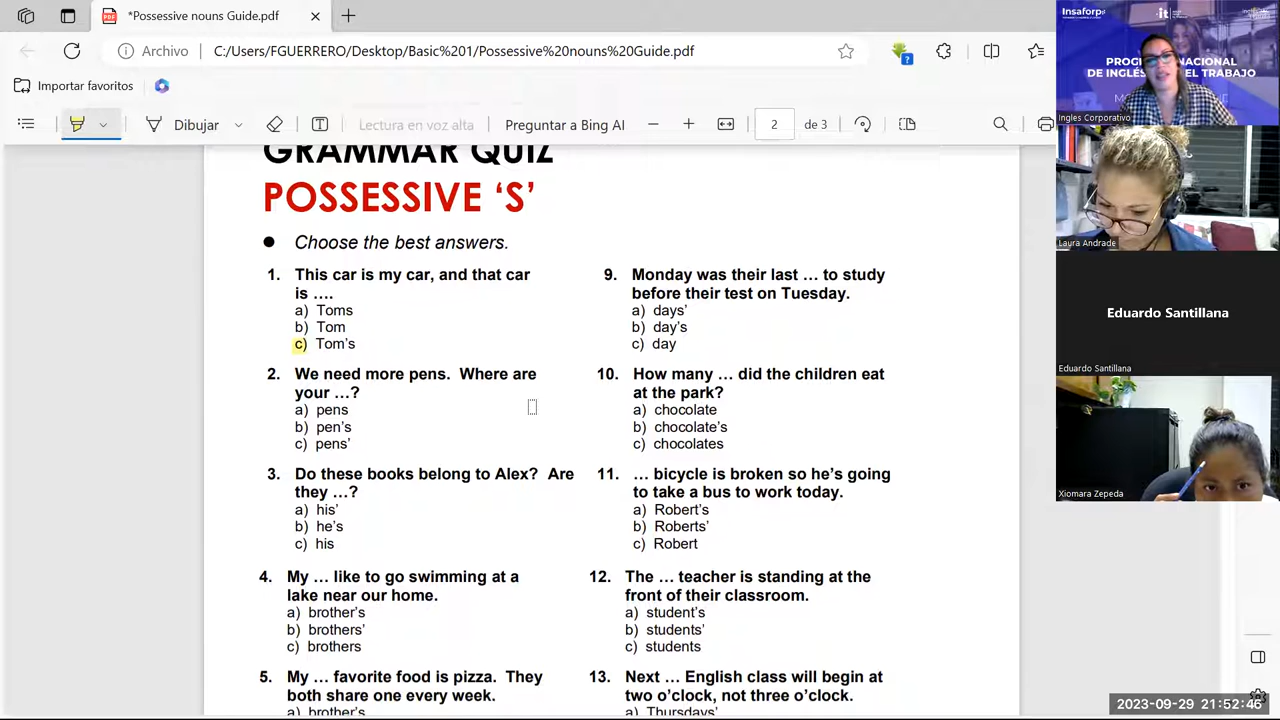 *Possessive nouns Guide.pdf
Archivo
C:/Users/FGUERRERO/Desktop/Basic%201/Possessive%20nouns%20Guide.pdf
?
Importar favoritos
Dibujar
Lectura en voz alta
Preguntar a Bing AI
2
de 3
GRAMMAR QUIZ
POSSESSIVE ‘S’
Choose the best answers.
1. This car is my car, and that car
is ….
a) Toms
b) Tom
c) Tom’s
2. We need more pens. Where are
your …?
a) pens
b) pen’s
c) pens’
3. Do these books belong to Alex? Are
they …?
a) his’
b) he’s
c) his
4. My … like to go swimming at a
lake near our home.
a) brother’s
b) brothers’
c) brothers
5. My … favorite food is pizza. They
both share one every week.
a) brother’s
9. Monday was their last … to study
before their test on Tuesday.
a) days’
b) day’s
c) day
10. How many … did the children eat
at the park?
a) chocolate
b) chocolate’s
c) chocolates
11. … bicycle is broken so he’s going
to take a bus to work today.
a) Robert’s
b) Roberts’
c) Robert
12. The … teacher is standing at the
front of their classroom.
a) student’s
b) students’
c) students
13. Next … English class will begin at
two o’clock, not three o’clock.
a) Thursdays’
Insaforp
it
Ingles Corporativo
Laura Andrade
Eduardo Santillana
Eduardo Santillana
Xiomara Zepeda
2023-09-29 21:52:46